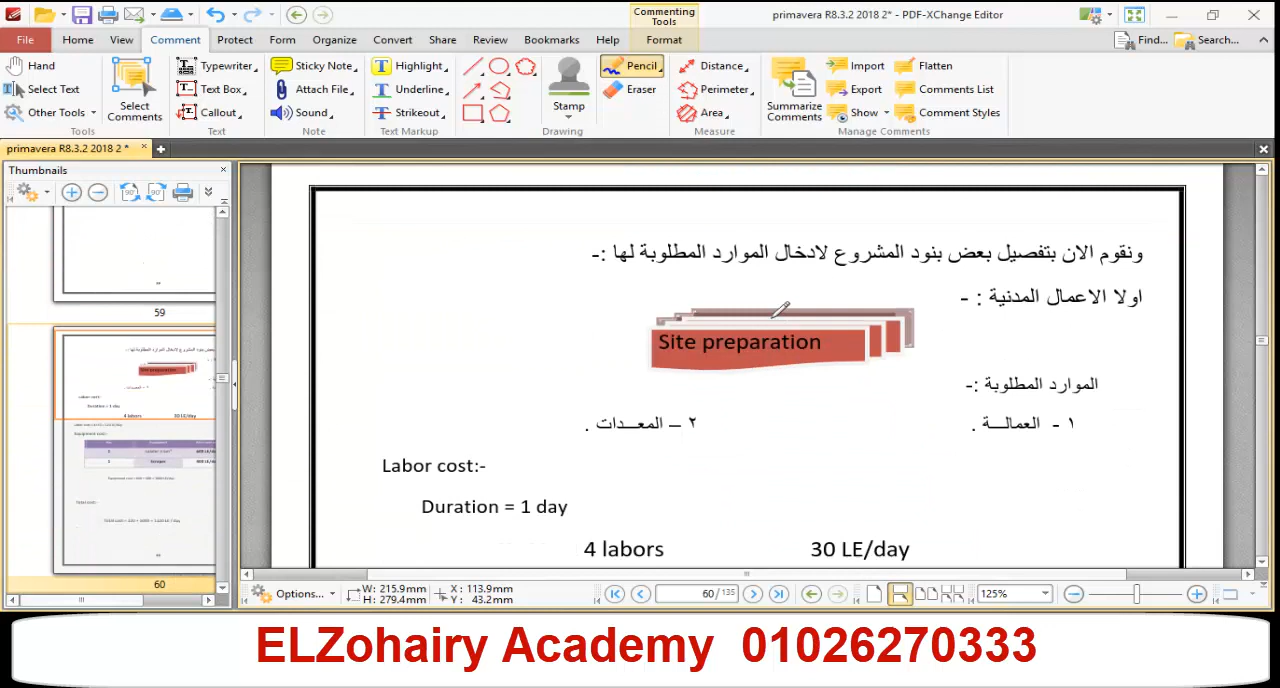 Commenting
Tools
primavera R8.3.2 2018 2* - PDF-XChange Editor
File Home View Comment Protect Form Organize Convert Share Review Bookmarks Help Format Find... Search...
Hand
Select Text
Other Tools
Tools
Select
Comments
Typewriter
Text Box
Callout
Text
Sticky Note
Attach File
Sound
Note
Highlight
Underline
Strikeout
Text Markup
Drawing
Stamp
Pencil
Eraser
Distance
Perimeter
Area
Measure
Summarize
Comments
Import
Export
Show
Flatten
Comments List
Comment Styles
Manage Comments
primavera R8.3.2 2018 2 *
Thumbnails
59
60
ونقوم الان بتفصيل بعض بنود المشروع لادخال الموارد المطلوبة لها :-
اولا الاعمال المدنية : -
Site preparation
الموارد المطلوبة :-
١ - العمالـــة .
٢ – المعـــدات .
Labor cost:-
Duration = 1 day
4 labors 30 LE/day
Options...
W: 215.9mm
H: 279.4mm
X: 113.9mm
Y: 43.2mm
60 / 135
125%
ELZohairy Academy 01026270333